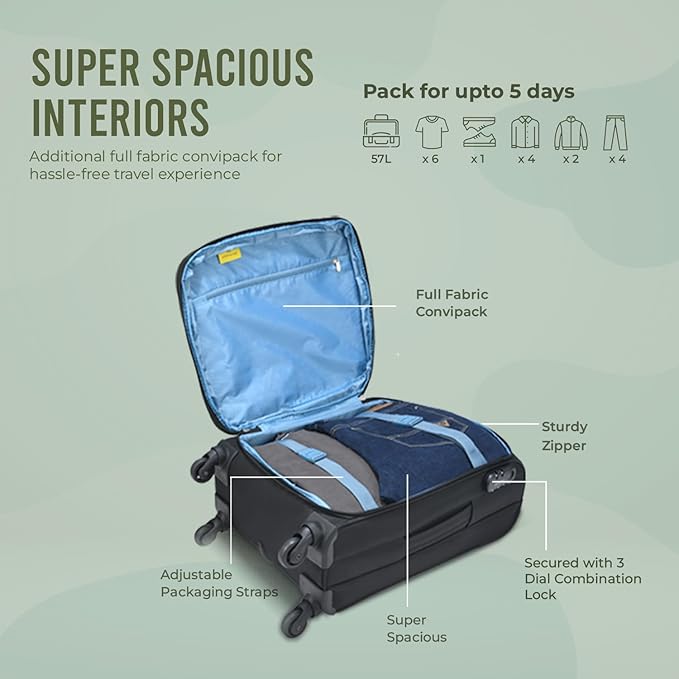 SUPER SPACIOUS
INTERIORS
Additional full fabric convipack for
hassle-free travel experience
Pack for upto 5 days
57L x 6 x 1 x 4 x 2 x 4
Full Fabric
Convipack
Sturdy
Zipper
Adjustable
Packaging Straps
Super
Spacious
Secured with 3
Dial Combination
Lock